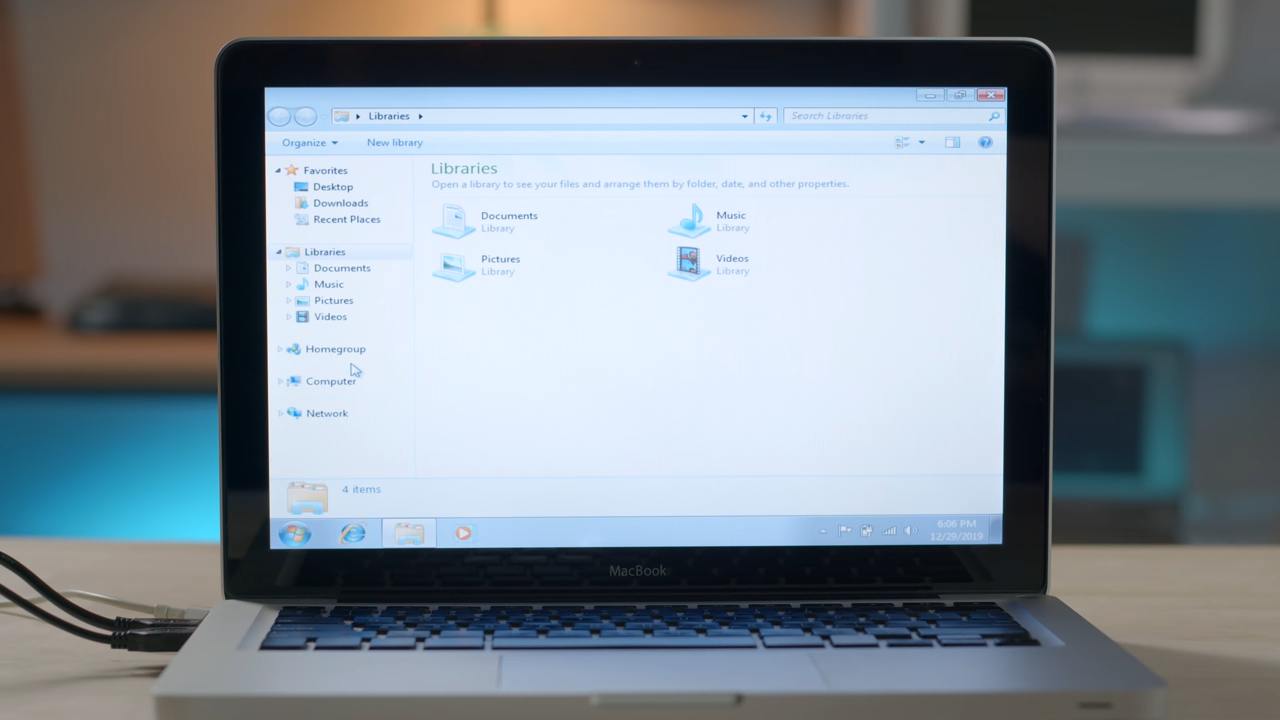 Libraries
Search Libraries
Organize
New library
Favorites
Desktop
Downloads
Recent Places
Libraries
Documents
Music
Pictures
Videos
Homegroup
Computer
Network
Libraries
Open a library to see your files and arrange them by folder, date, and other properties.
Documents
Library
Music
Library
Pictures
Library
Videos
Library
4 items
6:06 PM
12/29/2019
MacBook